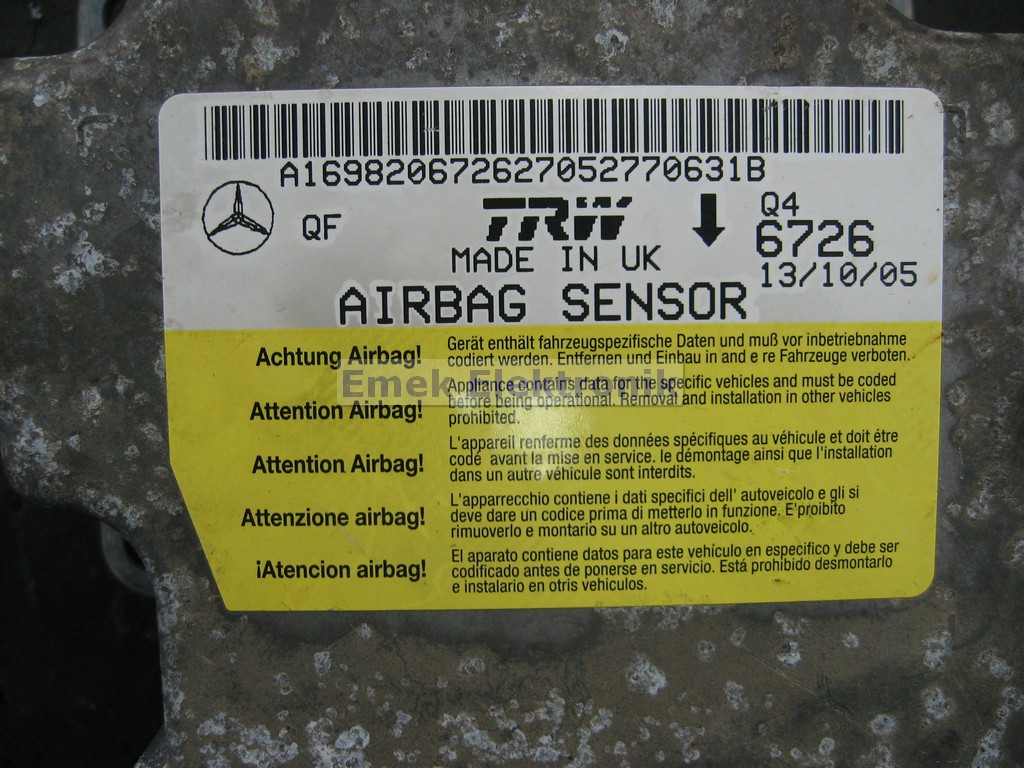 A169820672627052770631B
QF
TRW
Q4
6726
MADE IN UK
13/10/05
AIRBAG SENSOR
Achtung Airbag!
Gerät enthält fahrzeugspezifische Daten und muß vor inbetriebnahme
codiert werden. Entfernen und Einbau in and e re Fahrzeuge verboten.
Emek Elektronik
Attention Airbag!
Appliance contains data for the specific vehicles and must be coded
before being operational. Removal and installation in other vehicles
prohibited.
Attention Airbag!
L'appareil renferme des données spécifiques au véhicule et doit étre
codé avant la mise en service. le démontage ainsi que l'installation
dans un autre véhicule sont interdits.
Attenzione airbag!
L'apparrecchio contiene i dati specifici dell' autoveicolo e gli si
deve dare un codice prima di metterlo in funzione. E'proibito
rimuoverlo e montario su un altro autoveicolo.
¡Atencion airbag!
El aparato contiene datos para este vehículo en especifico y debe ser
codificado antes de ponerse en servicio. Está prohibido desmontarlo
e instalario en otris vehiculos.